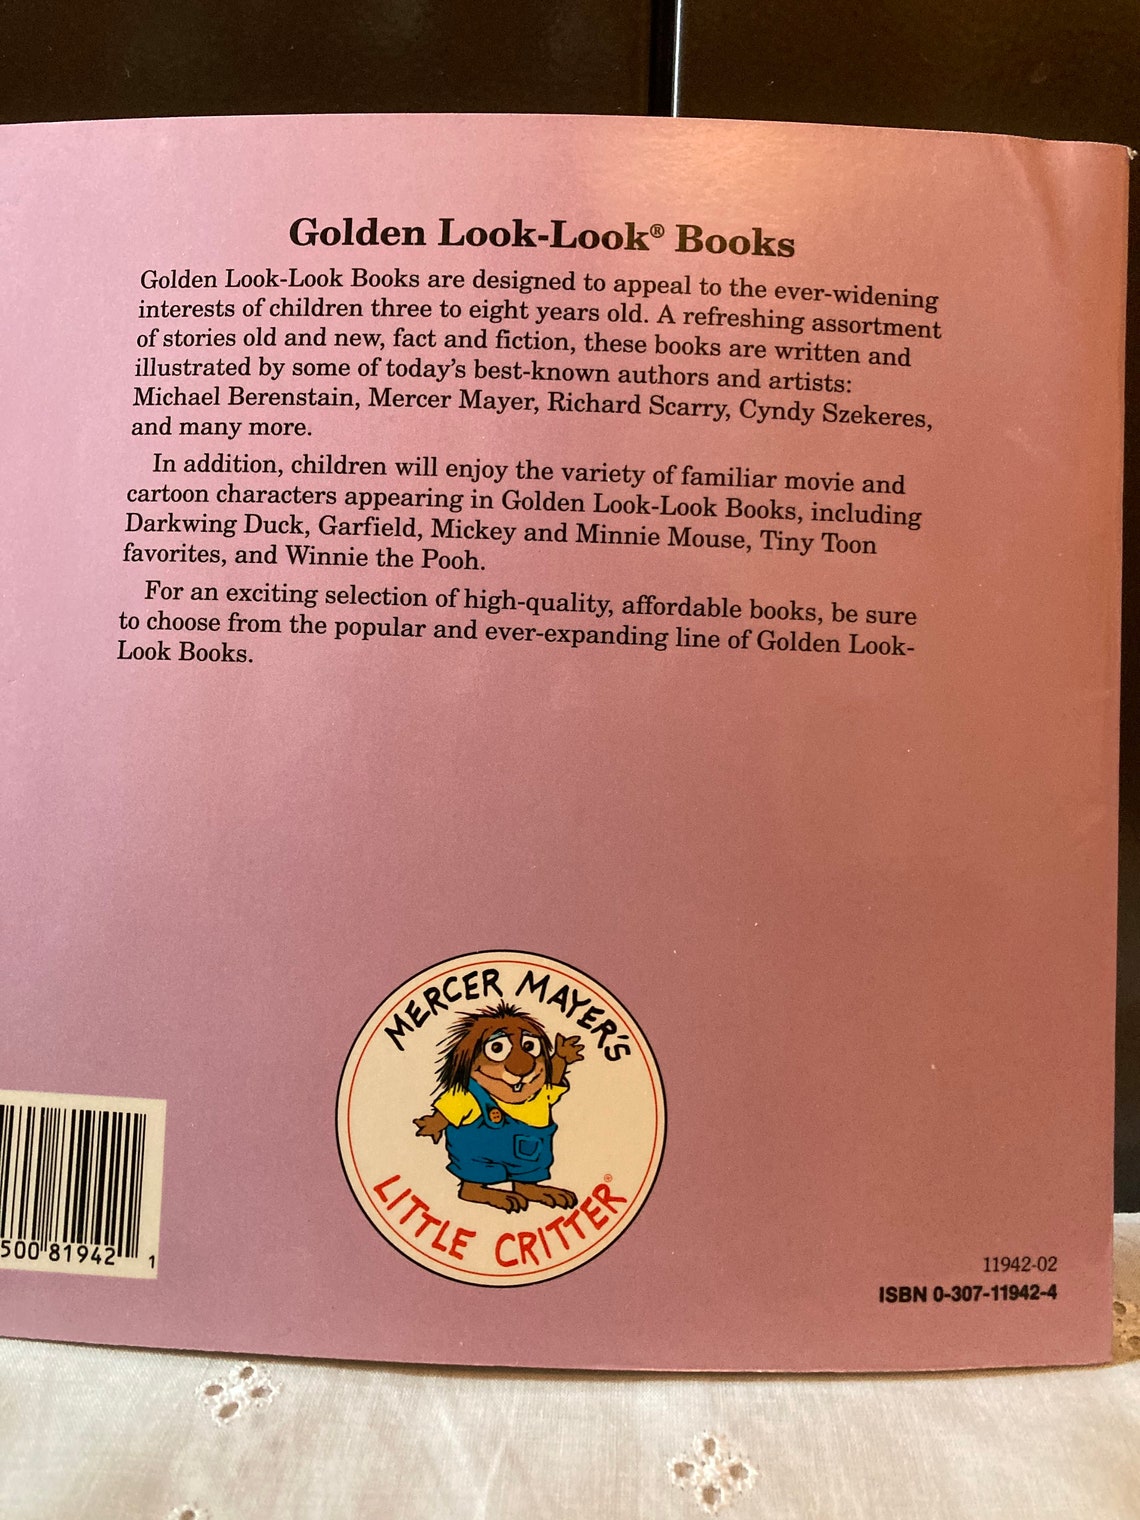 Golden Look-Look® Books
Golden Look-Look Books are designed to appeal to the ever-widening
interests of children three to eight years old. A refreshing assortment
of stories old and new, fact and fiction, these books are written and
illustrated by some of today's best-known authors and artists:
Michael Berenstain, Mercer Mayer, Richard Scarry, Cyndy Szekeres,
and many more.
In addition, children will enjoy the variety of familiar movie and
cartoon characters appearing in Golden Look-Look Books, including
Darkwing Duck, Garfield, Mickey and Minnie Mouse, Tiny Toon
favorites, and Winnie the Pooh.
For an exciting selection of high-quality, affordable books, be sure
to choose from the popular and ever-expanding line of Golden Look-
Look Books.
MERCER MAYER'S
LITTLE CRITTER®
500 81942 1
11942-02
ISBN 0-307-11942-4